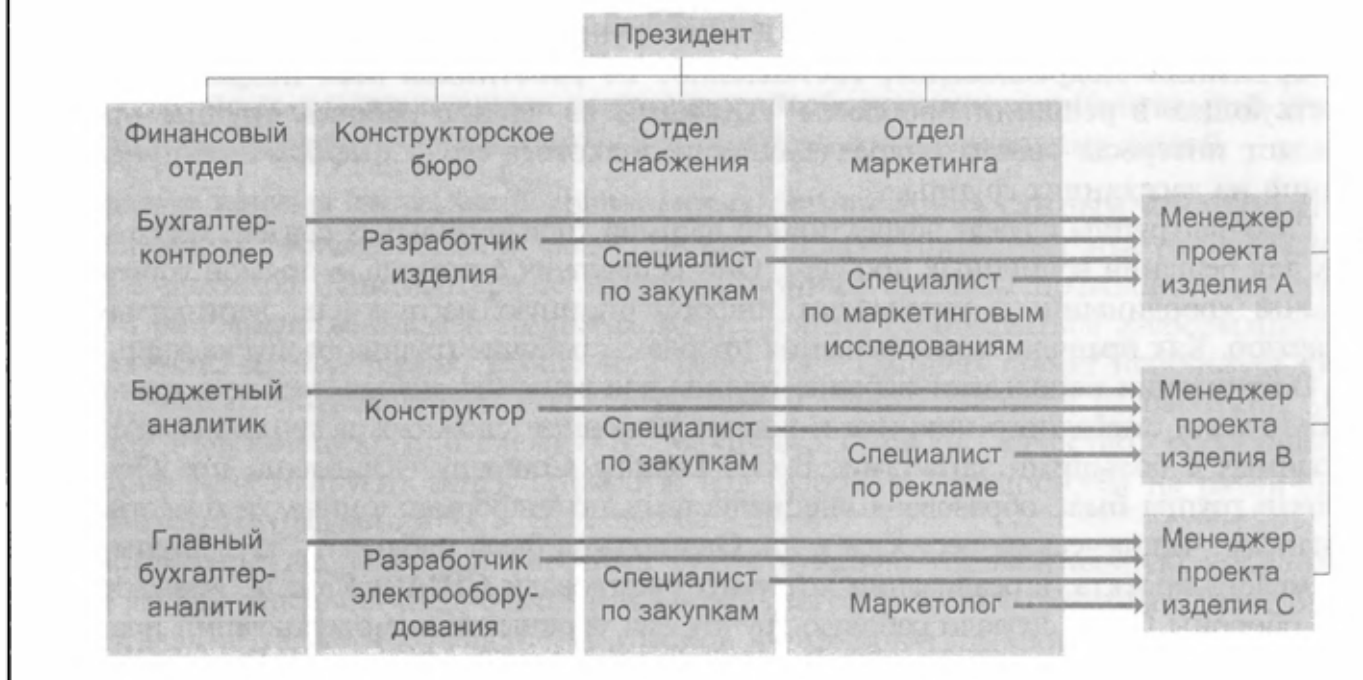 Президент
Финансовый
отдел
Конструкторское
бюро
Отдел
снабжения
Отдел
маркетинга
Бухгалтер-
контролер
Разработчик
изделия
Специалист
по закупкам
Специалист
по маркетинговым
исследованиям
Менеджер
проекта
изделия А
Бюджетный
аналитик
Конструктор
Специалист
по закупкам
Специалист
по рекламе
Менеджер
проекта
изделия В
Главный
бухгалтер-
аналитик
Разработчик
электрообору-
дования
Специалист
по закупкам
Маркетолог
Менеджер
проекта
изделия С